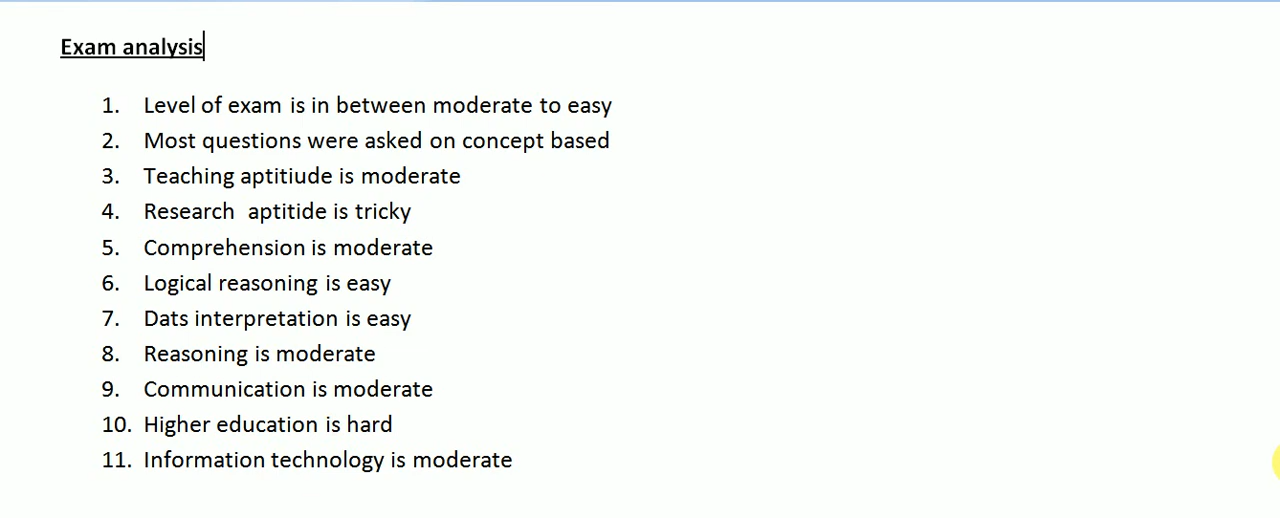 Exam analysis
1. Level of exam is in between moderate to easy
2. Most questions were asked on concept based
3. Teaching aptitiude is moderate
4. Research aptitide is tricky
5. Comprehension is moderate
6. Logical reasoning is easy
7. Dats interpretation is easy
8. Reasoning is moderate
9. Communication is moderate
10. Higher education is hard
11. Information technology is moderate